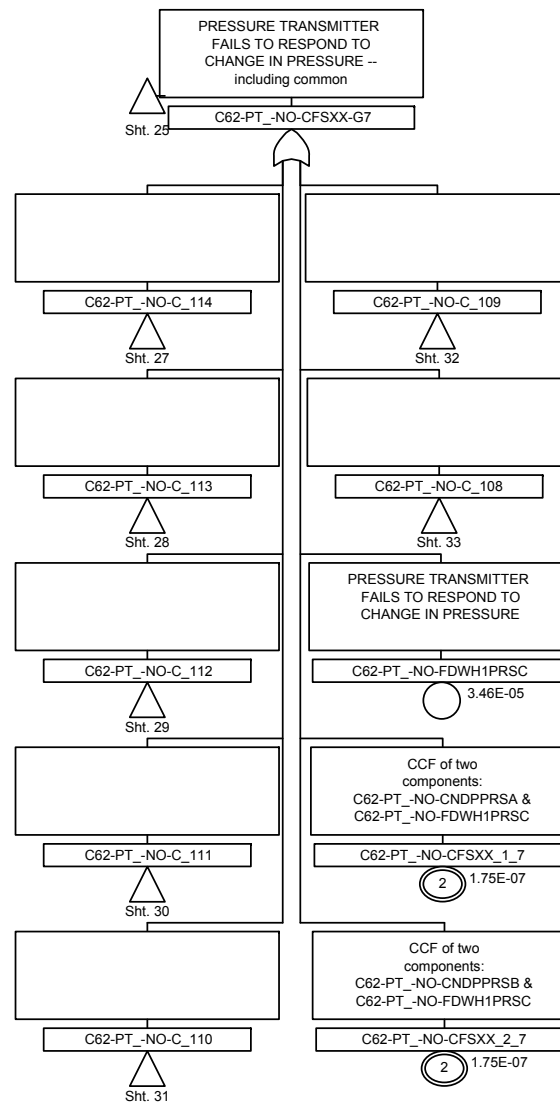 PRESSURE TRANSMITTER
FAILS TO RESPOND TO
CHANGE IN PRESSURE --
including common
C62-PT_-NO-CFSXX-G7
Sht. 25
C62-PT_-NO-C_114
Sht. 27
C62-PT_-NO-C_109
Sht. 32
C62-PT_-NO-C_113
Sht. 28
C62-PT_-NO-C_108
Sht. 33
C62-PT_-NO-C_112
Sht. 29
PRESSURE TRANSMITTER
FAILS TO RESPOND TO
CHANGE IN PRESSURE
C62-PT_-NO-FDWH1PRSC
3.46E-05
C62-PT_-NO-C_111
Sht. 30
CCF of two
components:
C62-PT_-NO-CNDPPRSA &
C62-PT_-NO-FDWH1PRSC
C62-PT_-NO-CFSXX_1_7
2
1.75E-07
C62-PT_-NO-C_110
Sht. 31
CCF of two
components:
C62-PT_-NO-CNDPPRSB &
C62-PT_-NO-FDWH1PRSC
C62-PT_-NO-CFSXX_2_7
2
1.75E-07